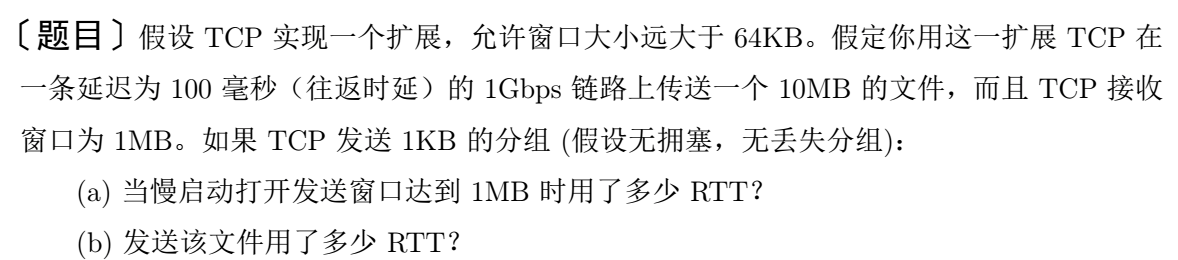 〔题目〕假设 TCP 实现一个扩展，允许窗口大小远大于 64KB。假定你用这一扩展 TCP 在
一条延迟为 100 毫秒（往返时延）的 1Gbps 链路上传送一个 10MB 的文件，而且 TCP 接收
窗口为 1MB。如果 TCP 发送 1KB 的分组 (假设无拥塞，无丢失分组)：
(a) 当慢启动打开发送窗口达到 1MB 时用了多少 RTT？
(b) 发送该文件用了多少 RTT？